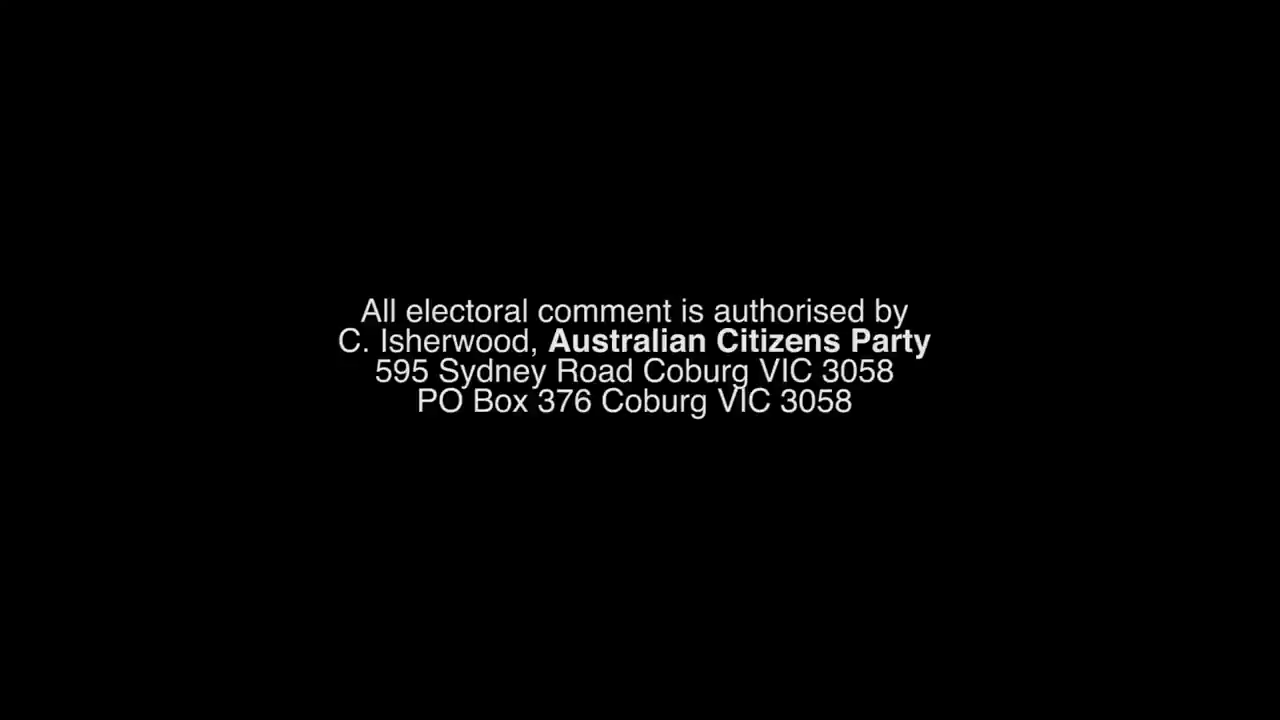 All electoral comment is authorised by
C. Isherwood, Australian Citizens Party
595 Sydney Road Coburg VIC 3058
PO Box 376 Coburg VIC 3058